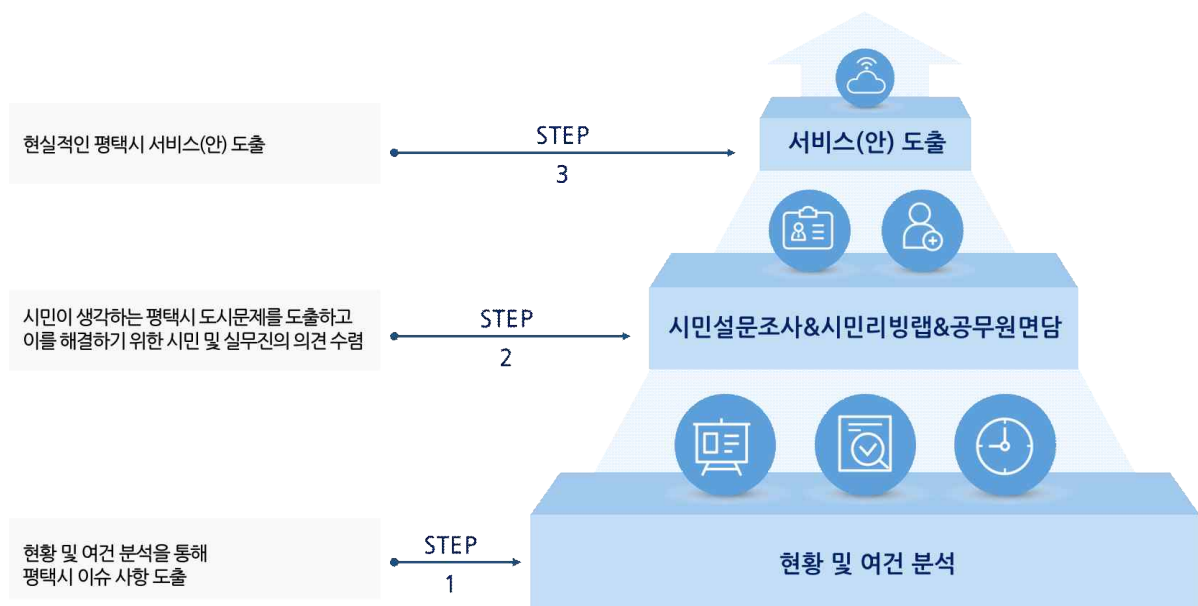 현실적인 평택시 서비스(안) 도출
STEP
3
서비스(안) 도출
시민이 생각하는 평택시 도시문제를 도출하고
이를 해결하기 위한 시민 및 실무진의 의견 수렴
STEP
2
시민설문조사&시민리빙랩&공무원면담
현황 및 여건 분석을 통해
평택시 이슈 사항 도출
STEP
1
현황 및 여건 분석